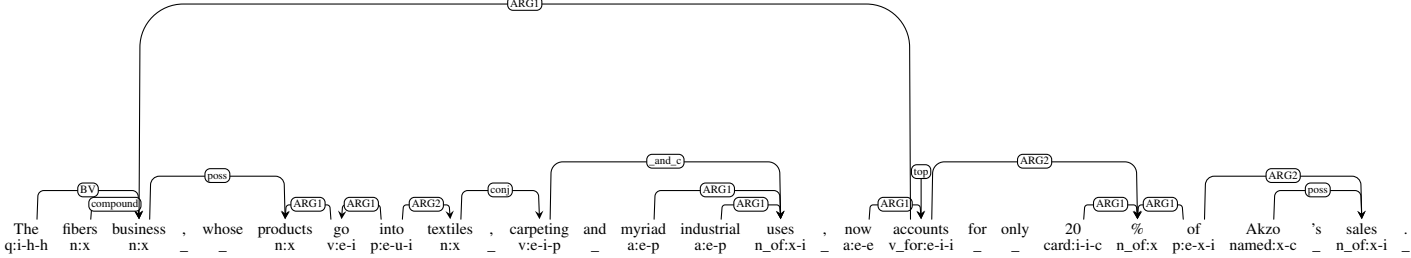 ARG1
_and_c
ARG2
top
poss
ARG2
BV
conj
ARG1
poss
compound
ARG1
ARG1
ARG2
ARG1
ARG1
ARG1
ARG1
The fibers business , whose products go into textiles , carpeting and myriad industrial uses , now accounts for only 20 % of Akzo 's sales .
q:i-h-h n:x n:x _ _ n:x v:e-i p:e-u-i n:x _ v:e-i-p _ a:e-p a:e-p n_of:x-i _ a:e-e v_for:e-i-i _ _ card:i-i-c n_of:x p:e-x-i named:x-c _ n_of:x-i _